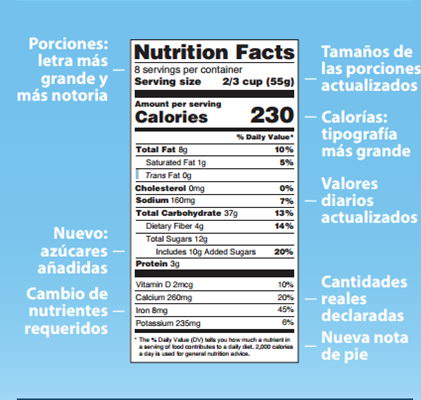 Porciones:
letra más
grande y
más notoria
Nuevo:
azúcares
añadidas
Cambio de
nutrientes
requeridos
Nutrition Facts
8 servings per container
Serving size 2/3 cup (55g)
Amount per serving
Calories 230
% Daily Value*
Total Fat 8g 10%
Saturated Fat 1g 5%
Trans Fat 0g
Cholesterol 0mg 0%
Sodium 160mg 7%
Total Carbohydrate 37g 13%
Dietary Fiber 4g 14%
Total Sugars 12g
Includes 10g Added Sugars 20%
Protein 3g
Vitamin D 2mcg 10%
Calcium 260mg 20%
Iron 8mg 45%
Potassium 235mg 6%
* The % Daily Value (DV) tells you how much a nutrient in
a serving of food contributes to a daily diet. 2,000 calories
a day is used for general nutrition advice.
Tamaños de
las porciones
actualizados
Calorías:
tipografía
más grande
Valores
diarios
actualizados
Cantidades
reales
declaradas
Nueva nota
de pie